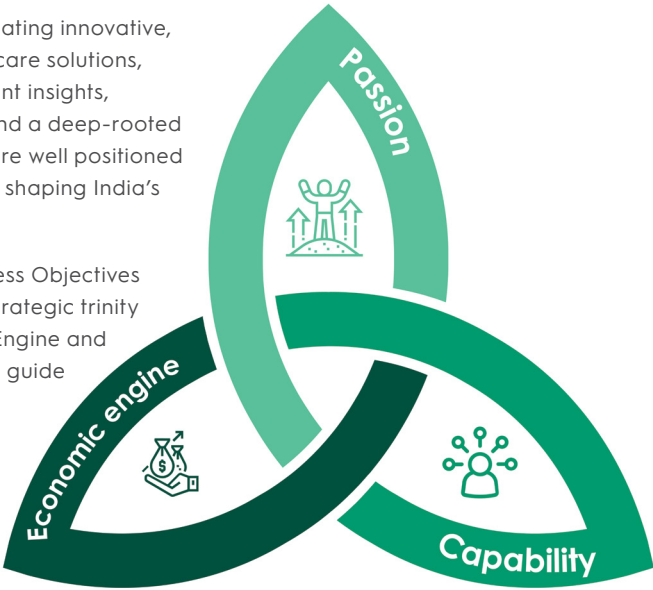 ating innovative,
care solutions,
nt insights,
nd a deep-rooted
re well positioned
shaping India's
ess Objectives
rategic trinity
Engine and
guide
Passion
Economic engine
$
Capability